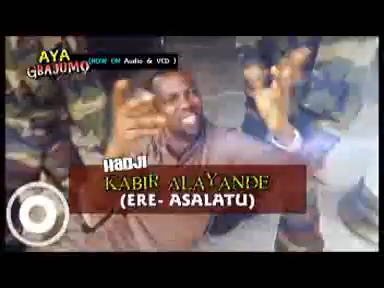 AYA
GBAJUMO
(NOW ON Audio & VCD)
HaDJI
KABIR ALAYANDE
(ERE- ASALATU)